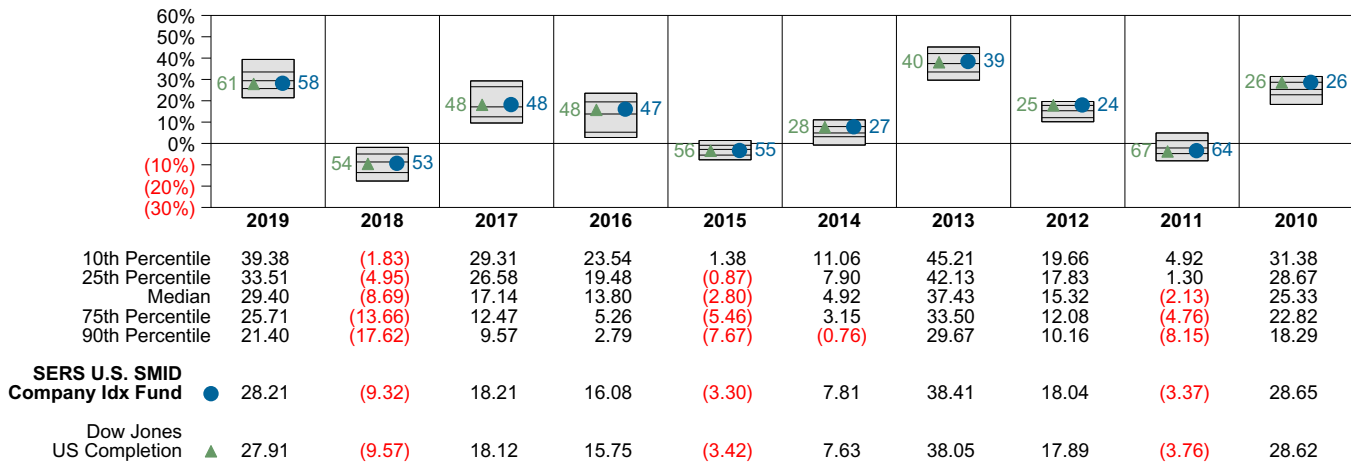 60%
50%
40%
30%
20%
10%
0%
(10%)
(20%)
(30%)
61 58
54 53
48 48
48 47
56 55
28 27
40 39
25 24
67 64
26 26
2019 2018 2017 2016 2015 2014 2013 2012 2011 2010
10th Percentile 39.38 (1.83) 29.31 23.54 1.38 11.06 45.21 19.66 4.92 31.38
25th Percentile 33.51 (4.95) 26.58 19.48 (0.87) 7.90 42.13 17.83 1.30 28.67
Median 29.40 (8.69) 17.14 13.80 (2.80) 4.92 37.43 15.32 (2.13) 25.33
75th Percentile 25.71 (13.66) 12.47 5.26 (5.46) 3.15 33.50 12.08 (4.76) 22.82
90th Percentile 21.40 (17.62) 9.57 2.79 (7.67) (0.76) 29.67 10.16 (8.15) 18.29
SERS U.S. SMID
Company Idx Fund 28.21 (9.32) 18.21 16.08 (3.30) 7.81 38.41 18.04 (3.37) 28.65
Dow Jones
US Completion 27.91 (9.57) 18.12 15.75 (3.42) 7.63 38.05 17.89 (3.76) 28.62